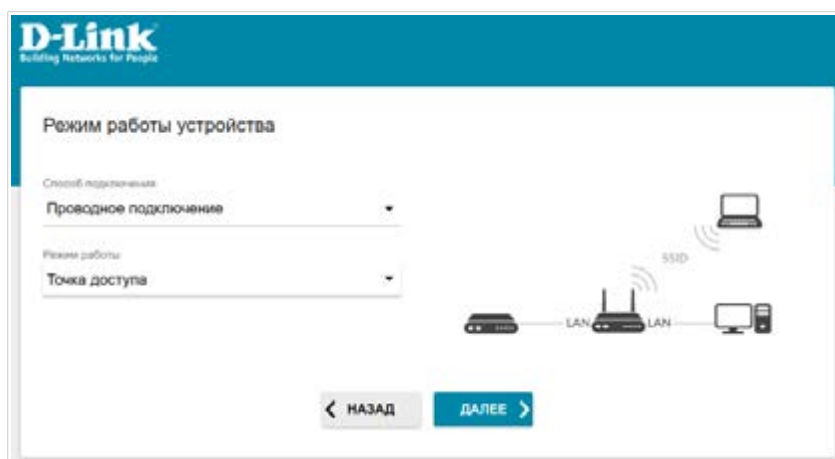 D-Link
Building Networks for People
Режим работы устройства
Способ подключения
Проводное подключение
Режим работы
Точка доступа
SSID
LAN
LAN
НАЗАД
ДАЛЕЕ